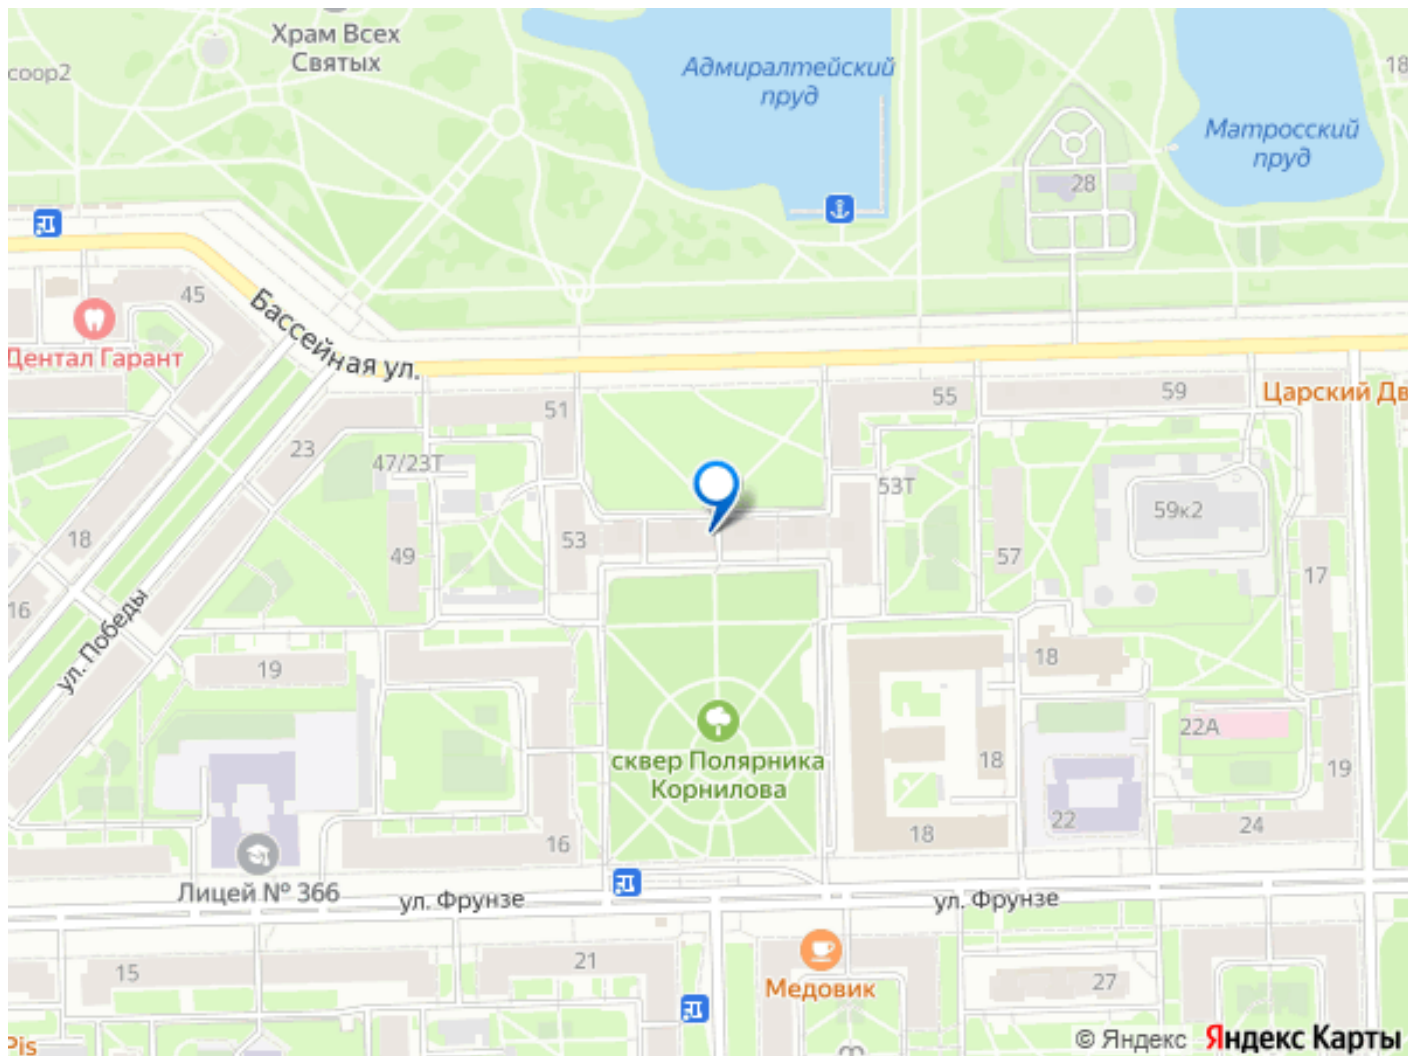 Храм Всех
Святых
coop2
Адмиралтейский
пруд
18
Матросский
пруд
28
45
Бассейная ул.
Дентал Гарант
51
55
59
Царский Дв
23
47/23Т
53Т
59к2
18
53
49
57
17
16
ул. Победы
19
18
22А
сквер Полярника
Корнилова
18
19
22
24
16
18
Лицей № 366
ул. Фрунзе
ул. Фрунзе
15
21
Медовик
27
Pis
© Яндекс Яндекс Карты